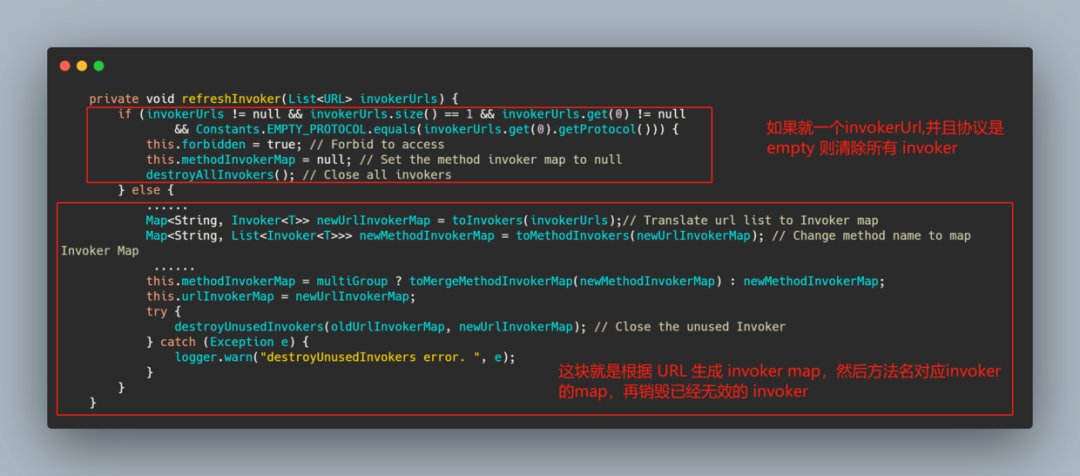 private void refreshInvoker(List<URL> invokerUrls) {
if (invokerUrls != null && invokerUrls.size() == 1 && invokerUrls.get(0) != null
&& Constants.EMPTY_PROTOCOL.equals(invokerUrls.get(0).getProtocol())) {
this.forbidden = true; // Forbid to access
this.methodInvokerMap = null; // Set the method invoker map to null
destroyAllInvokers(); // Close all invokers
如果就一个invokerUrl,并且协议是
empty 则清除所有 invoker
} else {
......
Map<String, Invoker<T>> newUrlInvokerMap = toInvokers(invokerUrls);// Translate url list to Invoker map
Map<String, List<Invoker<T>>> newMethodInvokerMap = toMethodInvokers(newUrlInvokerMap); // Change method name to map
Invoker Map
......
this.methodInvokerMap = multiGroup ? toMergeMethodInvokerMap(newMethodInvokerMap) : newMethodInvokerMap;
this.urlInvokerMap = newUrlInvokerMap;
try {
destroyUnusedInvokers(oldUrlInvokerMap, newUrlInvokerMap); // Close the unused Invoker
} catch (Exception e) {
logger.warn("destroyUnusedInvokers error. ", e);
}
}
}
这块就是根据 URL 生成 invoker map，然后方法名对应invoker
的map，再销毁已经无效的 invoker